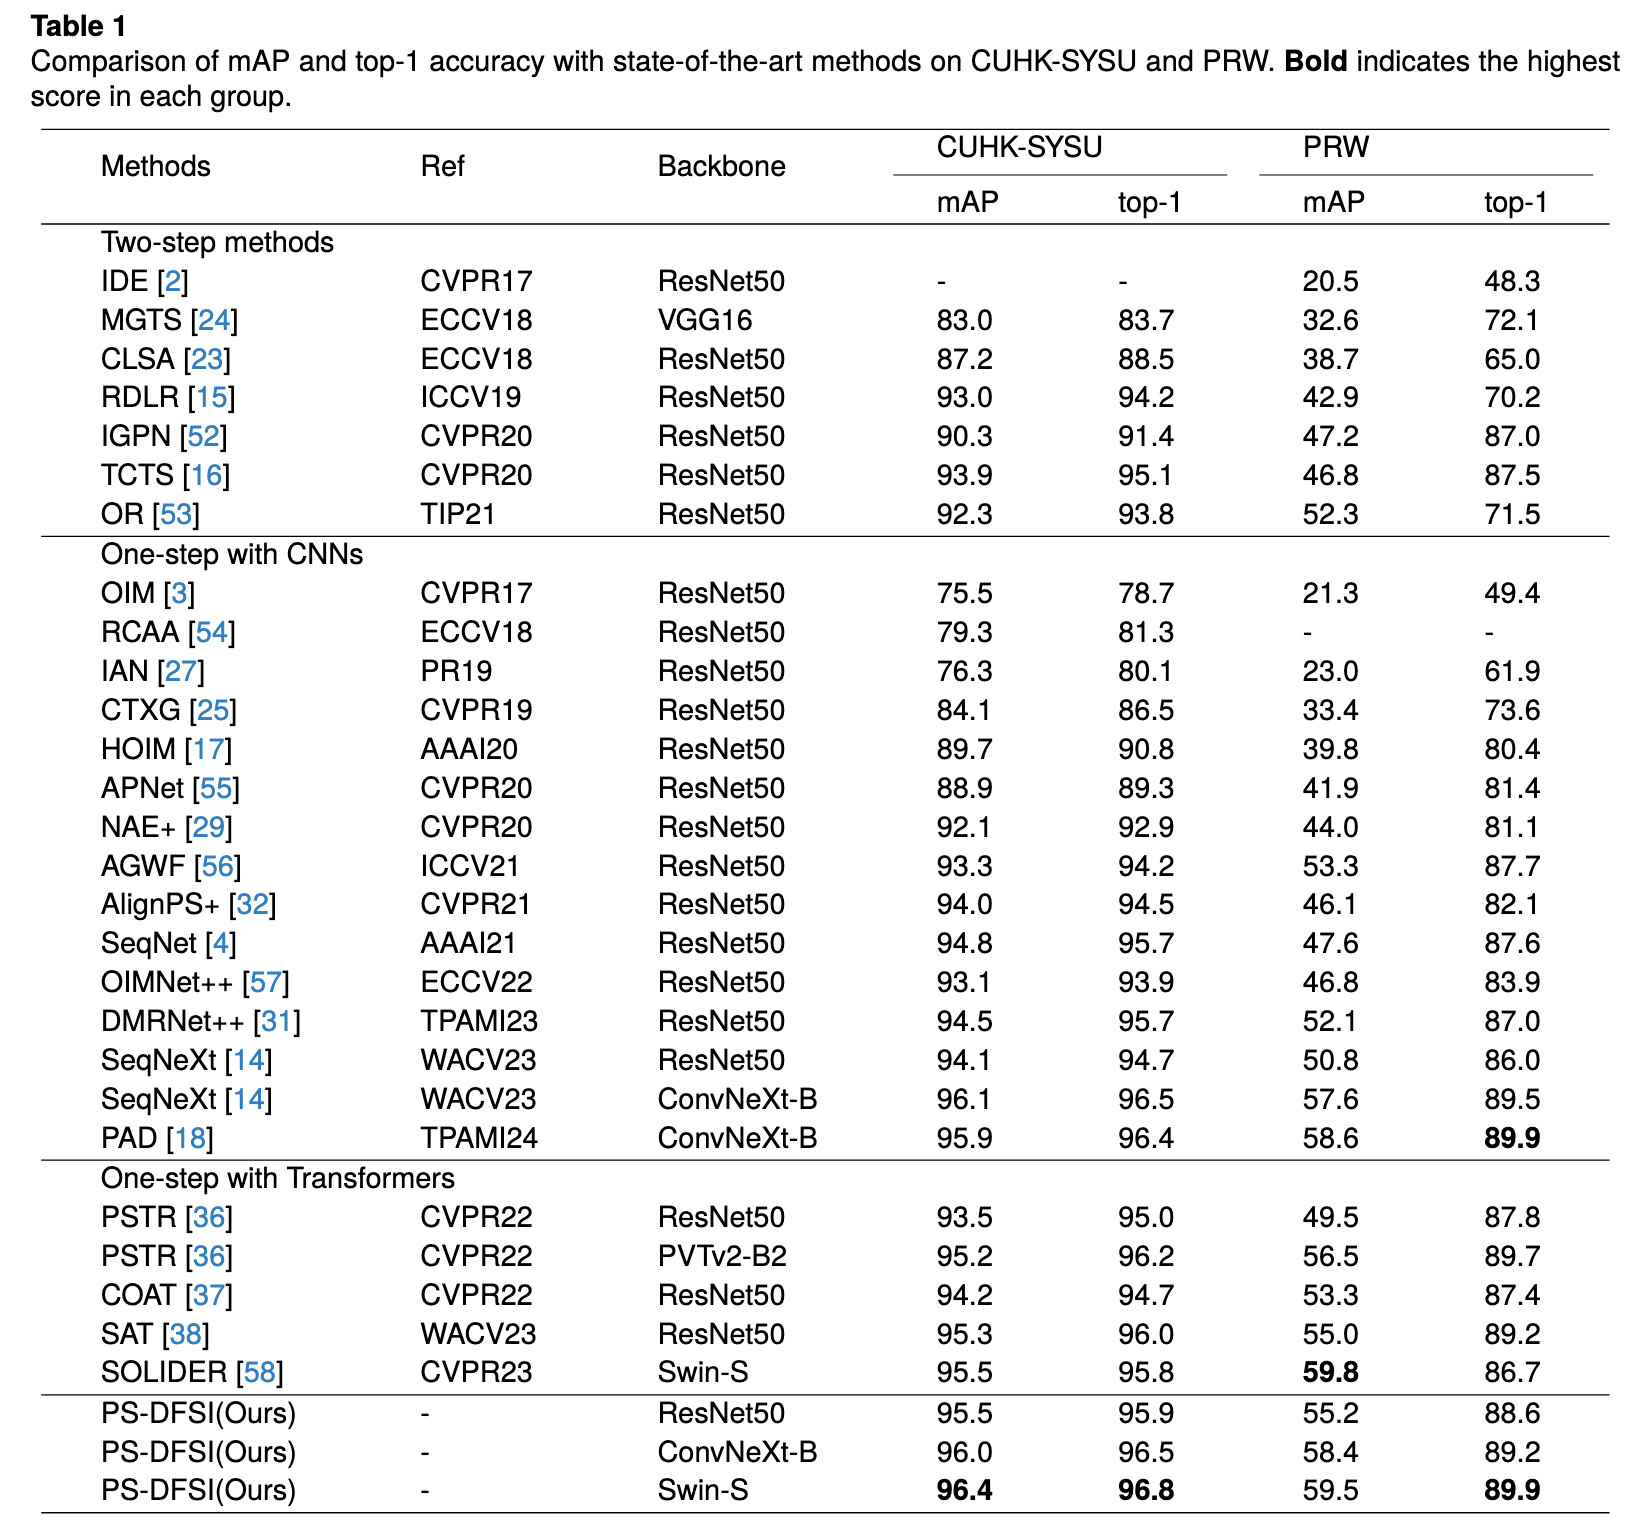 Table 1
Comparison of mAP and top-1 accuracy with state-of-the-art methods on CUHK-SYSU and PRW. Bold indicates the highest
score in each group.
Methods Ref Backbone CUHK-SYSU PRW
mAP top-1 mAP top-1
Two-step methods
IDE [2] CVPR17 ResNet50 - - 20.5 48.3
MGTS [24] ECCV18 VGG16 83.0 83.7 32.6 72.1
CLSA [23] ECCV18 ResNet50 87.2 88.5 38.7 65.0
RDLR [15] ICCV19 ResNet50 93.0 94.2 42.9 70.2
IGPN [52] CVPR20 ResNet50 90.3 91.4 47.2 87.0
TCTS [16] CVPR20 ResNet50 93.9 95.1 46.8 87.5
OR [53] TIP21 ResNet50 92.3 93.8 52.3 71.5
One-step with CNNs
OIM [3] CVPR17 ResNet50 75.5 78.7 21.3 49.4
RCAA [54] ECCV18 ResNet50 79.3 81.3 - -
IAN [27] PR19 ResNet50 76.3 80.1 23.0 61.9
CTXG [25] CVPR19 ResNet50 84.1 86.5 33.4 73.6
HOIM [17] AAAI20 ResNet50 89.7 90.8 39.8 80.4
APNet [55] CVPR20 ResNet50 88.9 89.3 41.9 81.4
NAE+ [29] CVPR20 ResNet50 92.1 92.9 44.0 81.1
AGWF [56] ICCV21 ResNet50 93.3 94.2 53.3 87.7
AlignPS+ [32] CVPR21 ResNet50 94.0 94.5 46.1 82.1
SeqNet [4] AAAI21 ResNet50 94.8 95.7 47.6 87.6
OIMNet++ [57] ECCV22 ResNet50 93.1 93.9 46.8 83.9
DMRNet++ [31] TPAMI23 ResNet50 94.5 95.7 52.1 87.0
SeqNeXt [14] WACV23 ResNet50 94.1 94.7 50.8 86.0
SeqNeXt [14] WACV23 ConvNeXt-B 96.1 96.5 57.6 89.5
PAD [18] TPAMI24 ConvNeXt-B 95.9 96.4 58.6 89.9
One-step with Transformers
PSTR [36] CVPR22 ResNet50 93.5 95.0 49.5 87.8
PSTR [36] CVPR22 PVTv2-B2 95.2 96.2 56.5 89.7
COAT [37] CVPR22 ResNet50 94.2 94.7 53.3 87.4
SAT [38] WACV23 ResNet50 95.3 96.0 55.0 89.2
SOLIDER [58] CVPR23 Swin-S 95.5 95.8 59.8 86.7
PS-DFSI(Ours) - ResNet50 95.5 95.9 55.2 88.6
PS-DFSI(Ours) - ConvNeXt-B 96.0 96.5 58.4 89.2
PS-DFSI(Ours) - Swin-S 96.4 96.8 59.5 89.9